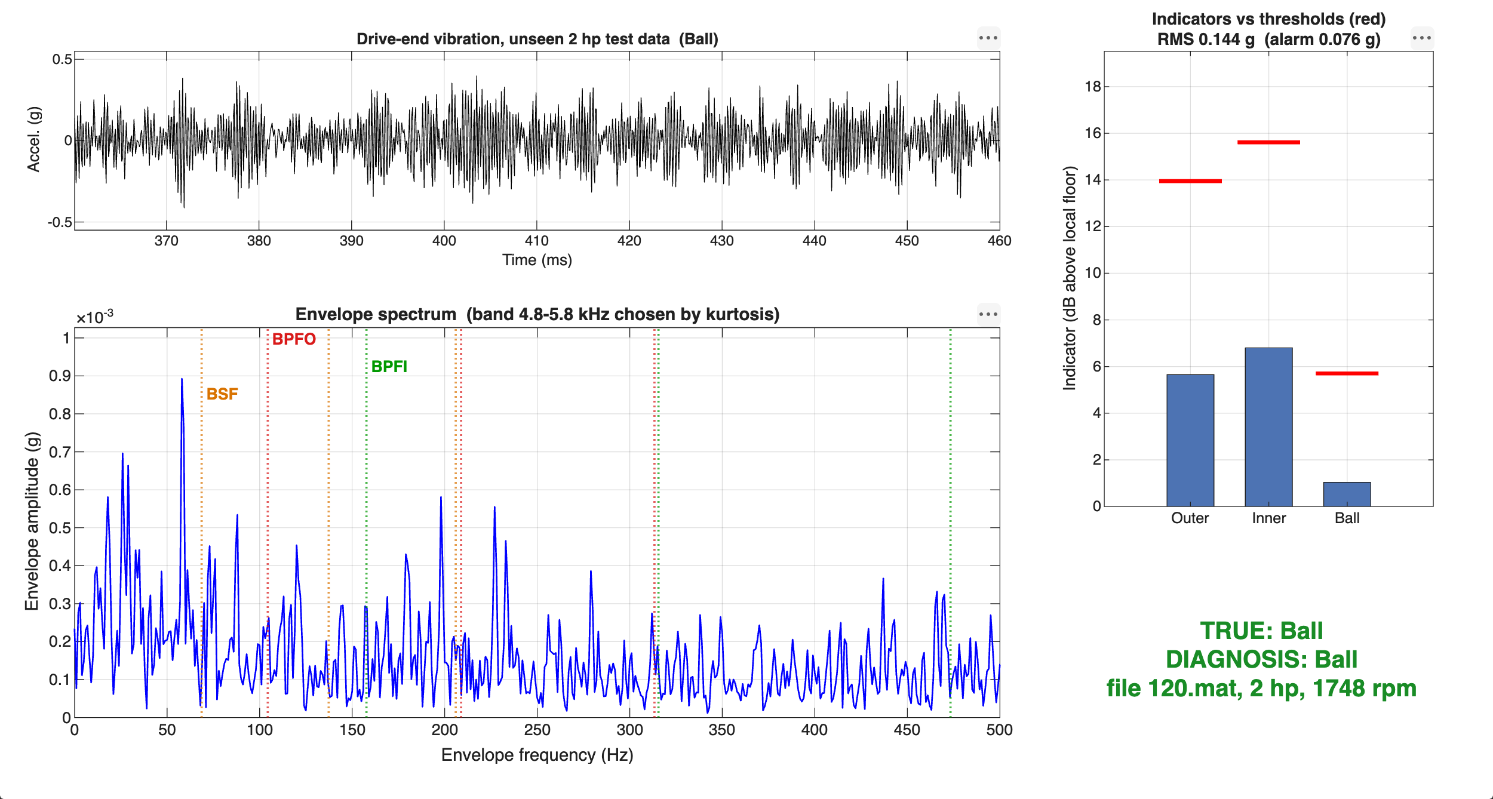 Drive-end vibration, unseen 2 hp test data (Ball)
0.5
0
-0.5
Accel. (g)
370 380 390 400 410 420 430 440 450 460
Time (ms)
Envelope spectrum (band 4.8-5.8 kHz chosen by kurtosis)
×10-3
1
0.9
0.8
0.7
0.6
0.5
0.4
0.3
0.2
0.1
0
Envelope amplitude (g)
BSF
BPFO
BPFI
0 50 100 150 200 250 300 350 400 450 500
Envelope frequency (Hz)
Indicators vs thresholds (red)
RMS 0.144 g (alarm 0.076 g)
18
16
14
12
10
8
6
4
2
0
Indicator (dB above local floor)
Outer Inner Ball
TRUE: Ball
DIAGNOSIS: Ball
file 120.mat, 2 hp, 1748 rpm